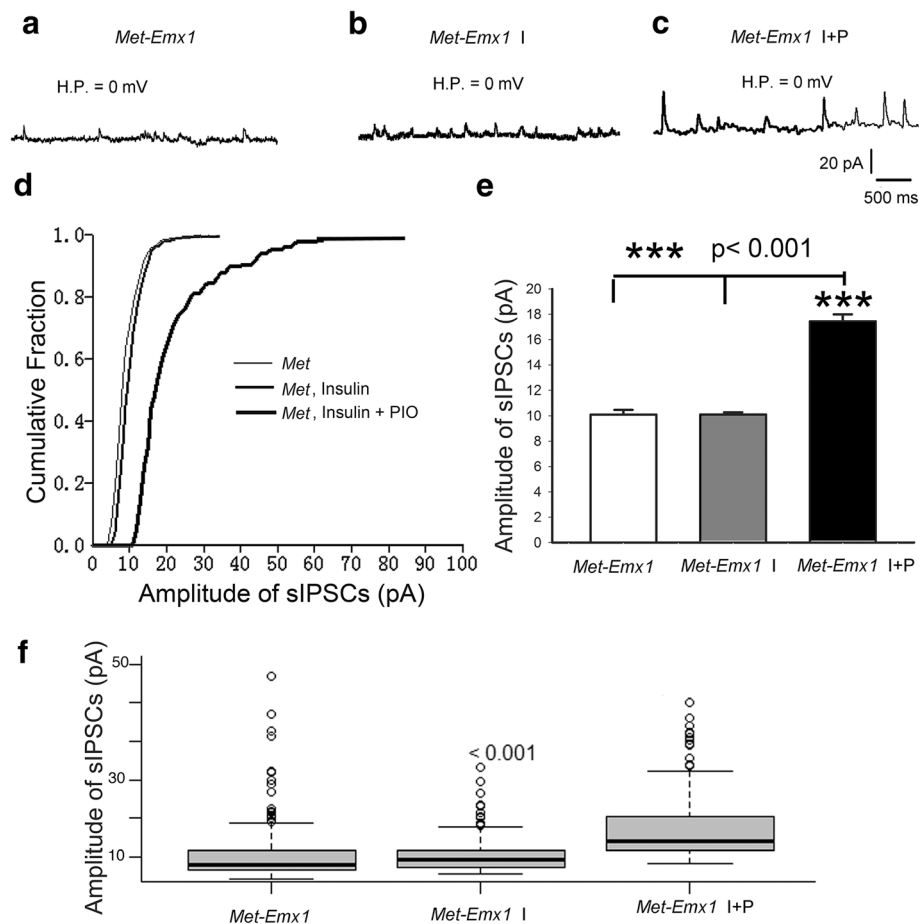 a
Met-Emx1
H.P. = 0 mV
b
Met-Emx1 I
H.P. = 0 mV
c
Met-Emx1 I+P
H.P. = 0 mV
20 pA
500 ms
d
Cumulative Fraction
1.0
0.8
0.6
0.4
0.2
0.0
0 10 20 30 40 50 60 70 80 90 100
Amplitude of sIPSCs (pA)
Met
Met, Insulin
Met, Insulin + PIO
e
*** p< 0.001
***
Amplitude of sIPSCs (pA)
20
18
16
14
12
10
8
6
4
2
0
Met-Emx1 Met-Emx1 I Met-Emx1 I+P
f
Amplitude of sIPSCs (pA)
50
30
10
< 0.001
Met-Emx1 Met-Emx1 I Met-Emx1 I+P